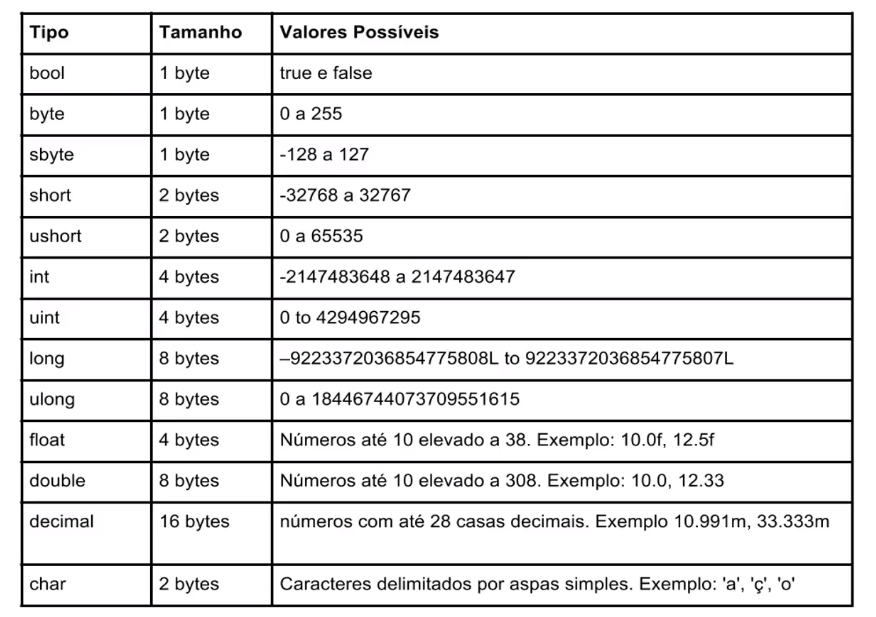 Tipo Tamanho Valores Possíveis
bool 1 byte true e false
byte 1 byte 0 a 255
sbyte 1 byte -128 a 127
short 2 bytes -32768 a 32767
ushort 2 bytes 0 a 65535
int 4 bytes -2147483648 a 2147483647
uint 4 bytes 0 to 4294967295
long 8 bytes –9223372036854775808L to 9223372036854775807L
ulong 8 bytes 0 a 18446744073709551615
float 4 bytes Números até 10 elevado a 38. Exemplo: 10.0f, 12.5f
double 8 bytes Números até 10 elevado a 308. Exemplo: 10.0, 12.33
decimal 16 bytes números com até 28 casas decimais. Exemplo 10.991m, 33.333m
char 2 bytes Caracteres delimitados por aspas simples. Exemplo: 'a', 'ç', 'o'